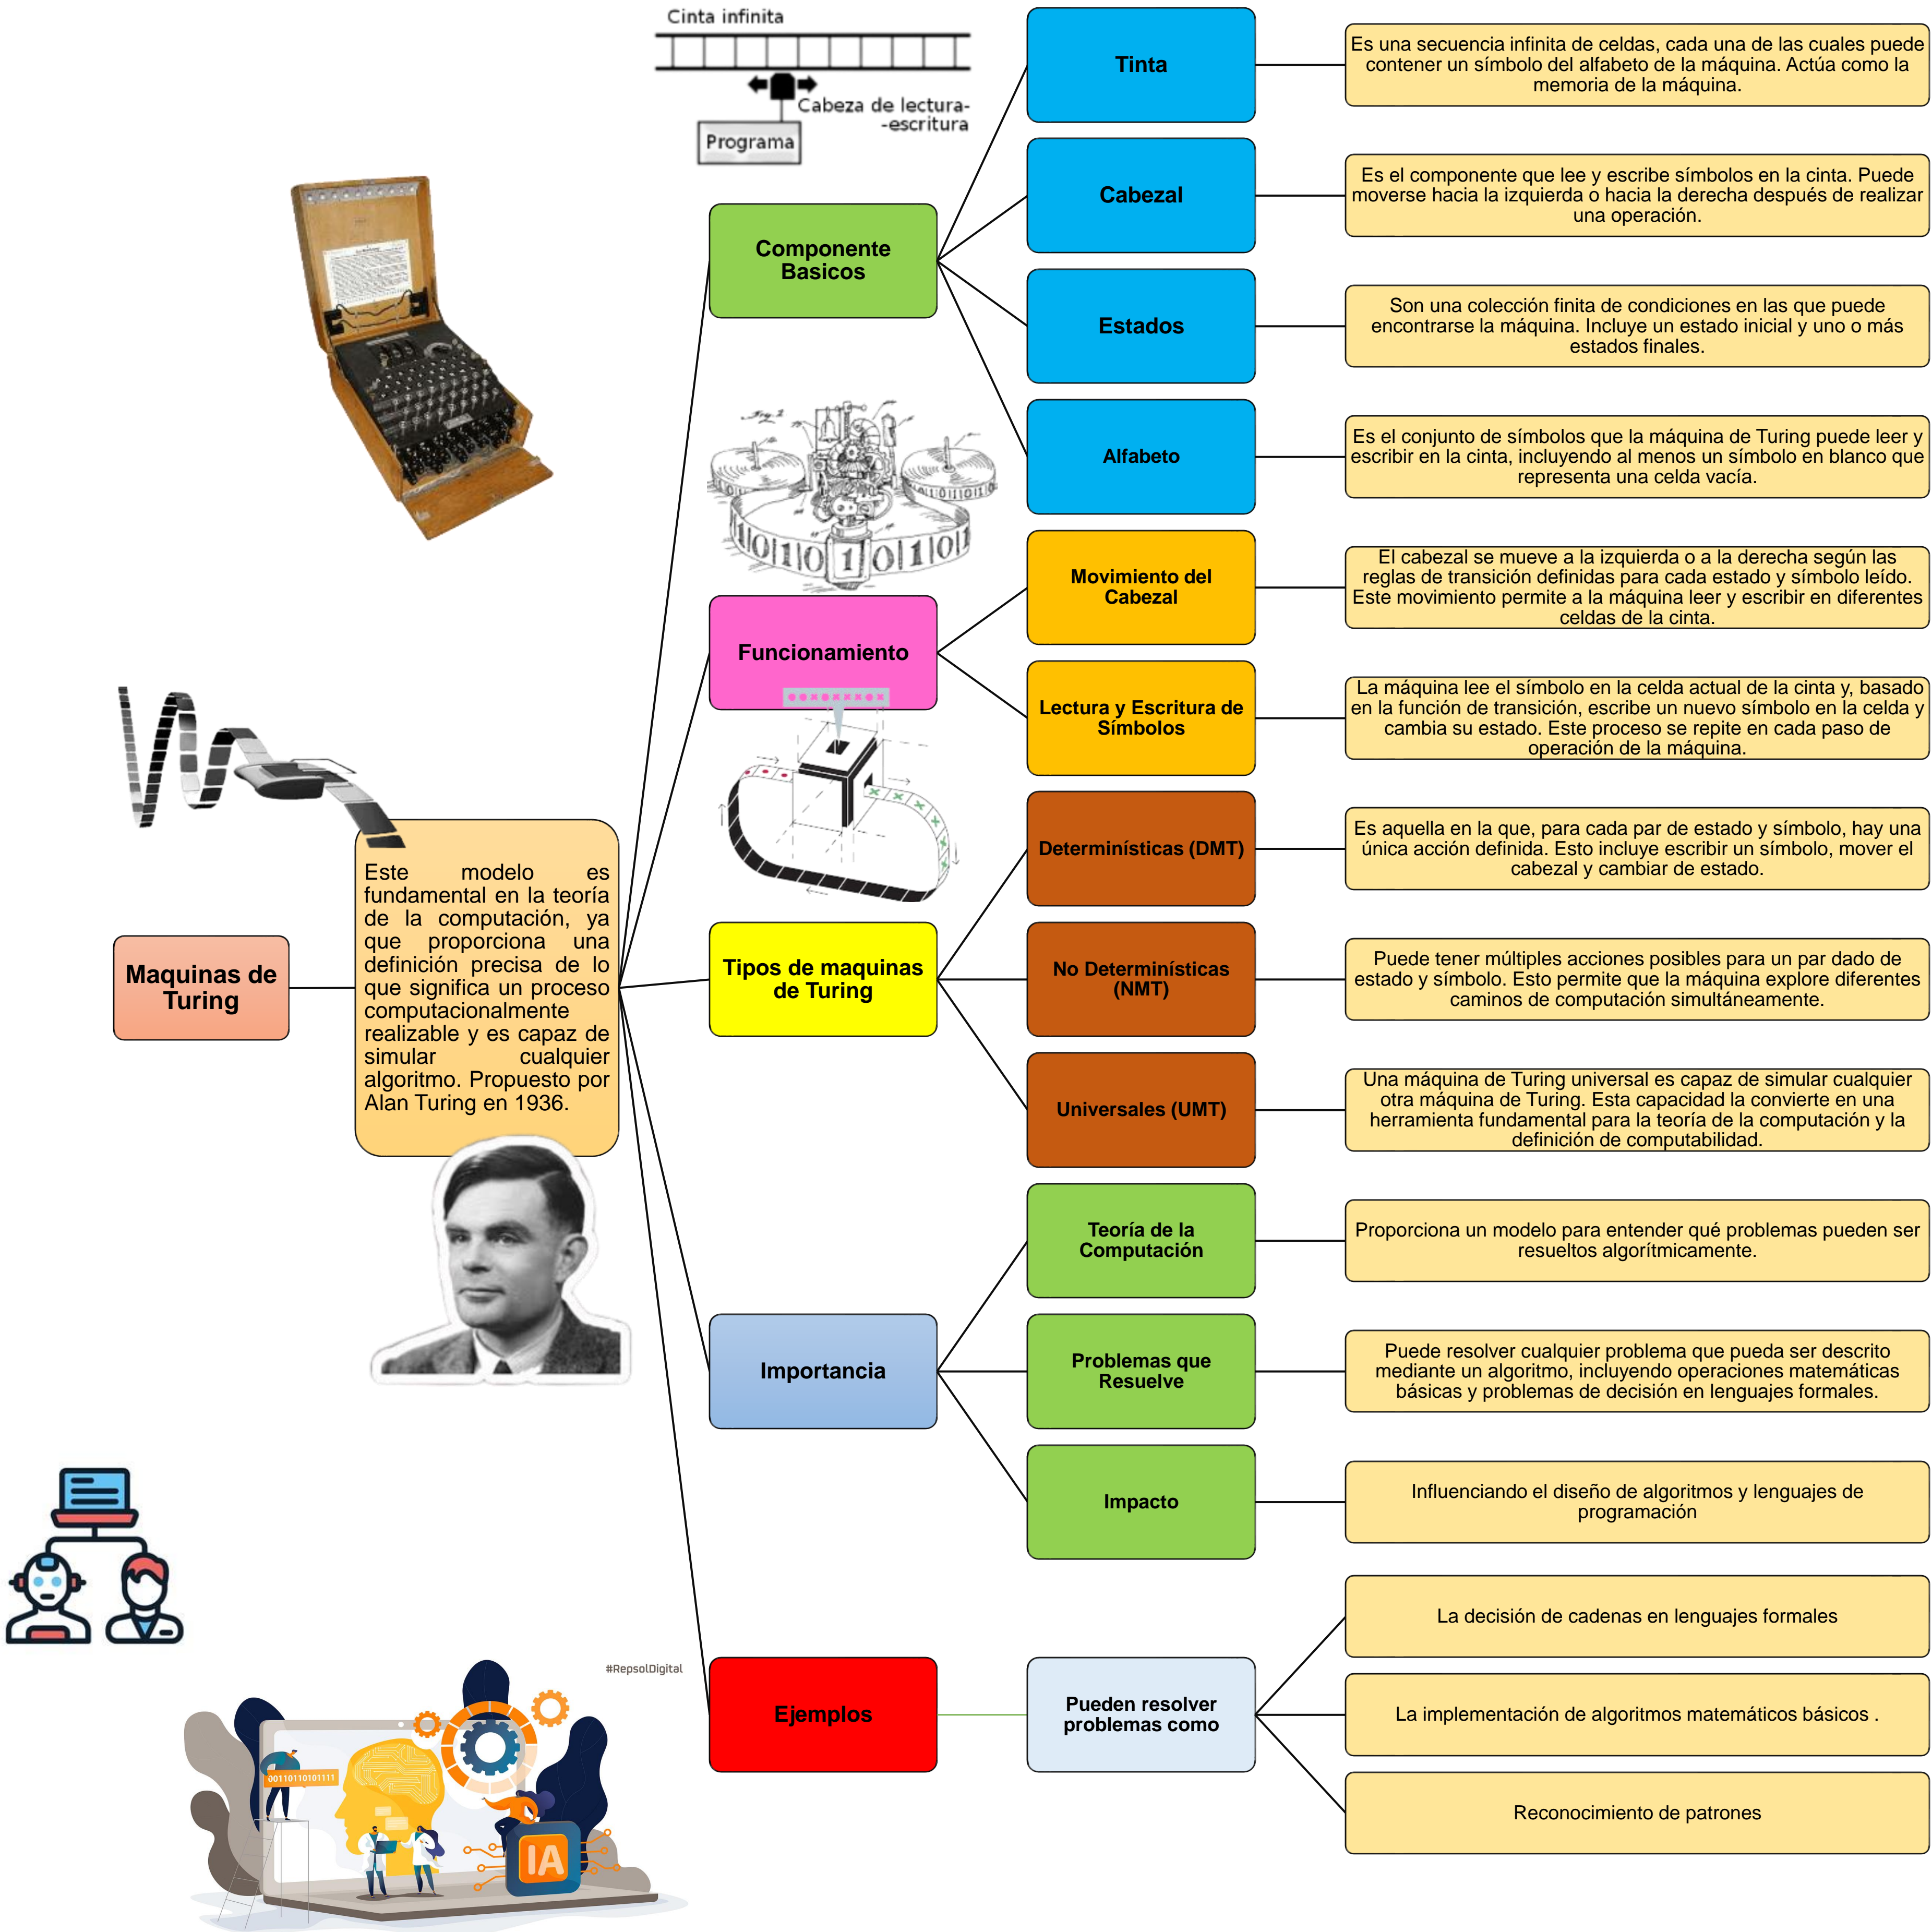 Cinta infinita
Cabeza de lectura-
-escritura
Programa
Maquinas de
Turing
Este modelo es
fundamental en la teoría
de la computación, ya
que proporciona una
definición precisa de lo
que significa un proceso
computacionalmente
realizable y es capaz de
simular cualquier
algoritmo. Propuesto por
Alan Turing en 1936.
Componente
Basicos
Tinta
Es una secuencia infinita de celdas, cada una de las cuales puede
contener un símbolo del alfabeto de la máquina. Actúa como la
memoria de la máquina.
Cabezal
Es el componente que lee y escribe símbolos en la cinta. Puede
moverse hacia la izquierda o hacia la derecha después de realizar
una operación.
Estados
Son una colección finita de condiciones en las que puede
encontrarse la máquina. Incluye un estado inicial y uno o más
estados finales.
Alfabeto
Es el conjunto de símbolos que la máquina de Turing puede leer y
escribir en la cinta, incluyendo al menos un símbolo en blanco que
representa una celda vacía.
Funcionamiento
Movimiento del
Cabezal
El cabezal se mueve a la izquierda o a la derecha según las
reglas de transición definidas para cada estado y símbolo leído.
Este movimiento permite a la máquina leer y escribir en diferentes
celdas de la cinta.
Lectura y Escritura de
Símbolos
La máquina lee el símbolo en la celda actual de la cinta y, basado
en la función de transición, escribe un nuevo símbolo en la celda y
cambia su estado. Este proceso se repite en cada paso de
operación de la máquina.
Tipos de maquinas
de Turing
Determinísticas (DMT)
Es aquella en la que, para cada par de estado y símbolo, hay una
única acción definida. Esto incluye escribir un símbolo, mover el
cabezal y cambiar de estado.
No Determinísticas
(NMT)
Puede tener múltiples acciones posibles para un par dado de
estado y símbolo. Esto permite que la máquina explore diferentes
caminos de computación simultáneamente.
Universales (UMT)
Una máquina de Turing universal es capaz de simular cualquier
otra máquina de Turing. Esta capacidad la convierte en una
herramienta fundamental para la teoría de la computación y la
definición de computabilidad.
Importancia
Teoría de la
Computación
Proporciona un modelo para entender qué problemas pueden ser
resueltos algorítmicamente.
Problemas que
Resuelve
Puede resolver cualquier problema que pueda ser descrito
mediante un algoritmo, incluyendo operaciones matemáticas
básicas y problemas de decisión en lenguajes formales.
Impacto
Influenciando el diseño de algoritmos y lenguajes de
programación
Ejemplos
Pueden resolver
problemas como
La decisión de cadenas en lenguajes formales
La implementación de algoritmos matemáticos básicos .
Reconocimiento de patrones
#RepsolDigital
00110110101111
IA